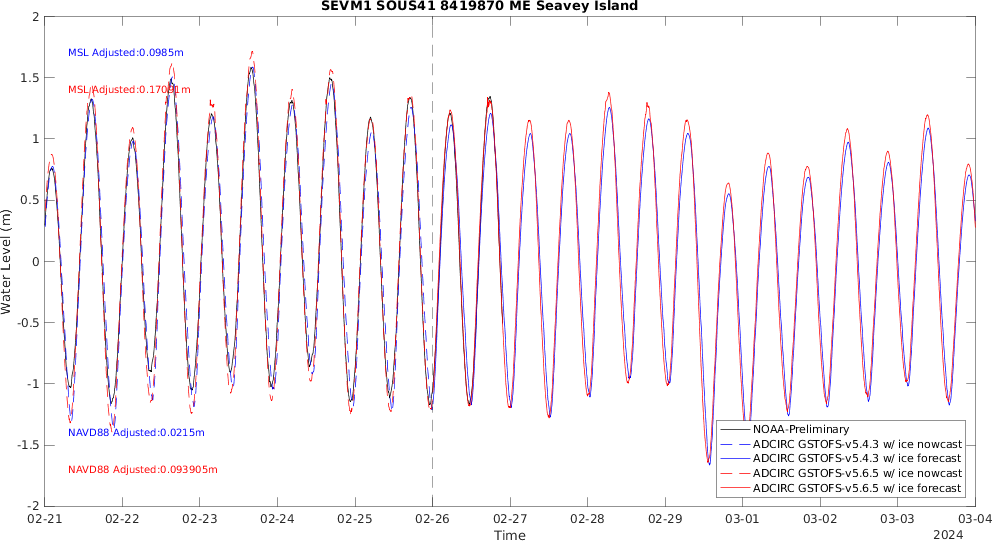 SEVM1 SOUS41 8419870 ME Seavey Island
2
1.5
1
0.5
0
-0.5
-1
-1.5
-2
Water Level (m)
MSL Adjusted:0.0985m
NAVD88 Adjusted:0.0215m
NAVD88 Adjusted:0.093905m
NOAA-Preliminary
ADCIRC GSTOFS-v5.4.3 w/ ice nowcast
ADCIRC GSTOFS-v5.4.3 w/ ice forecast
ADCIRC GSTOFS-v5.6.5 w/ ice nowcast
ADCIRC GSTOFS-v5.6.5 w/ ice forecast
02-21 02-22 02-23 02-24 02-25 02-26 02-27 02-28 02-29 03-01 03-02 03-03 03-04
Time
2024